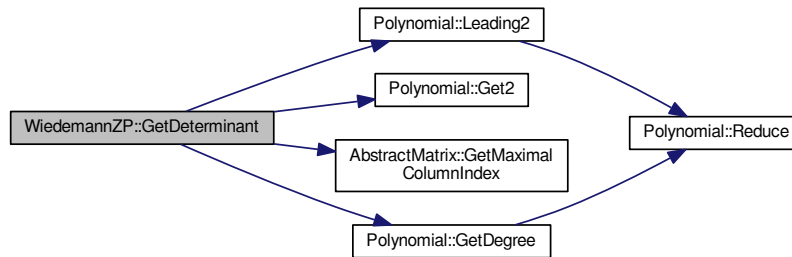 Polynomial::Leading2
Polynomial::Get2
WiedemannZP::GetDeterminant
Polynomial::Reduce
AbstractMatrix::GetMaximal
ColumnIndex
Polynomial::GetDegree